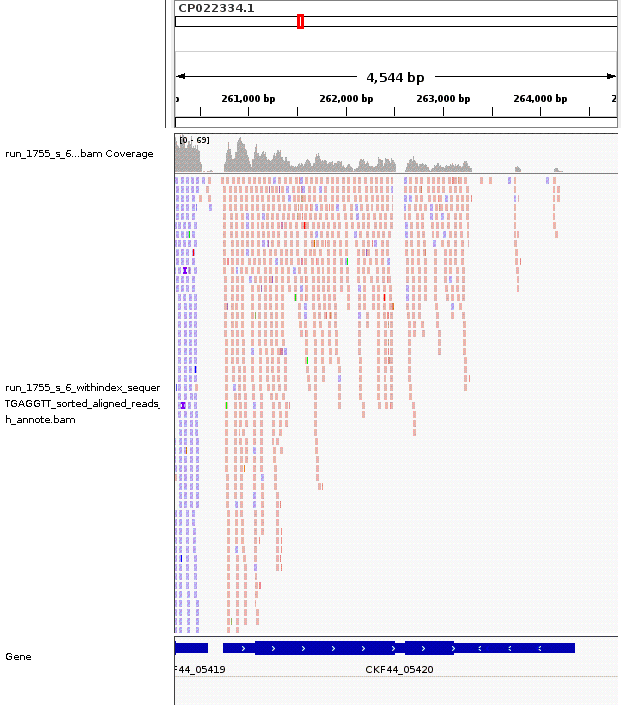 CP022334.1
4,544 bp
261,000 bp 262,000 bp 263,000 bp 264,000 bp 2
[0 - 69]
run_1755_s_6...bam Coverage
run_1755_s_6_withindex_sequer
TGAGGTT_sorted_aligned_reads_
h_annote.bam
Gene
F44_05419 CKF44_05420